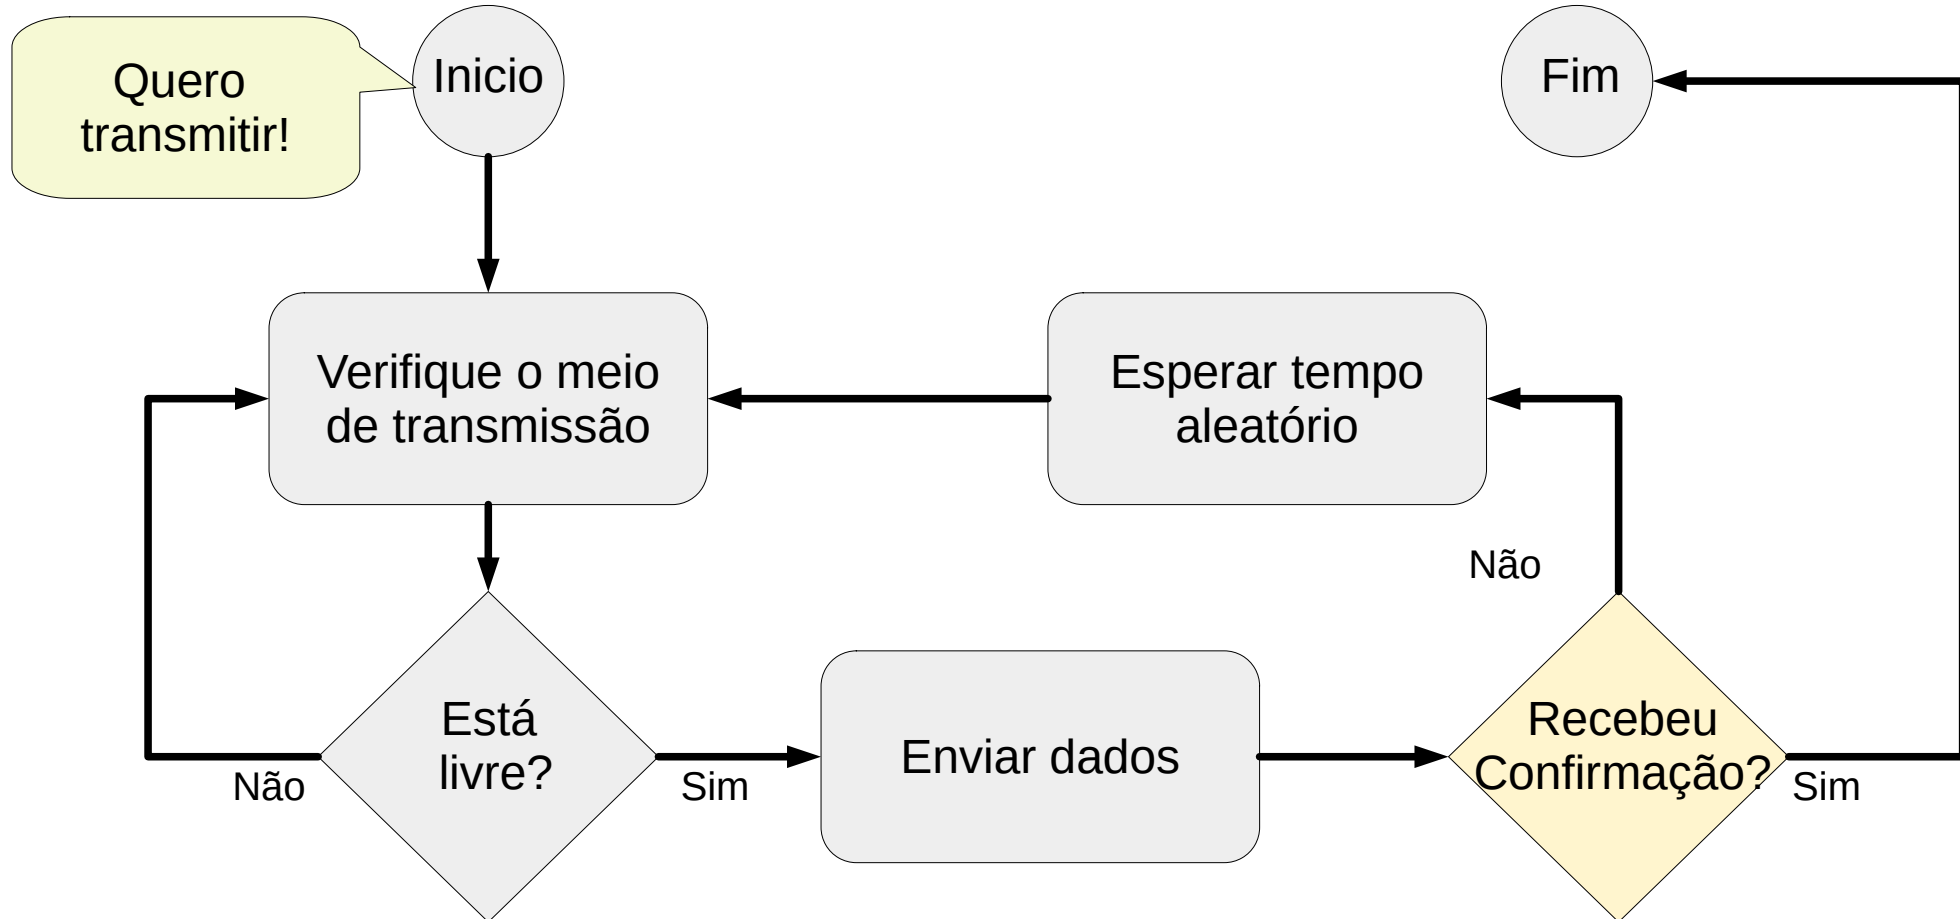 Quero
transmitir!
Inicio
Fim
Verifique o meio
de transmissão
Esperar tempo
aleatório
Não
Está
livre?
Não
Sim
Enviar dados
Recebeu
Confirmação?
Sim